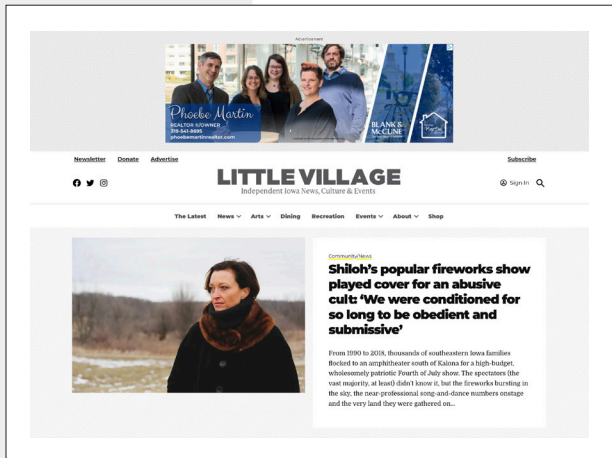 Advertisement
Phoebe Martin
REALTOR ®/OWNER
319-541-8695
phoebemartinrealtor.com
BLANK &
McCUNE
Martin
Newsletter Donate Advertise Subscribe
LITTLE VILLAGE
Independent Iowa News, Culture & Events
Sign In
The Latest News Arts Dining Recreation Events About Shop
Community/News
Shiloh's popular fireworks show
played cover for an abusive
cult: 'We were conditioned for
so long to be obedient and
submissive'
From 1990 to 2018, thousands of southeastern Iowa families
flocked to an amphitheater south of Kalona for a high-budget,
wholesomely patriotic Fourth of July show. The spectators (the
vast majority, at least) didn't know it, but the fireworks bursting in
the sky, the near-professional song-and-dance numbers onstage
and the very land they were gathered on...